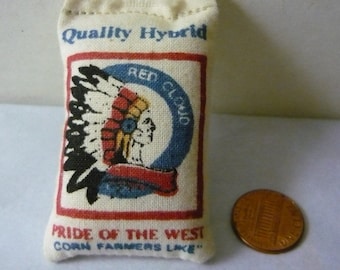 Quality Hybrid
RED CLOUD
PRIDE OF THE WEST
CORN FARMERS LIKE"